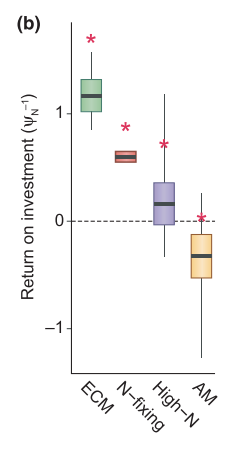 (b)
Return on investment (ψN⁻¹)
1
0
−1
*
*
*
*
ECM
N−fixing
High−N
AM